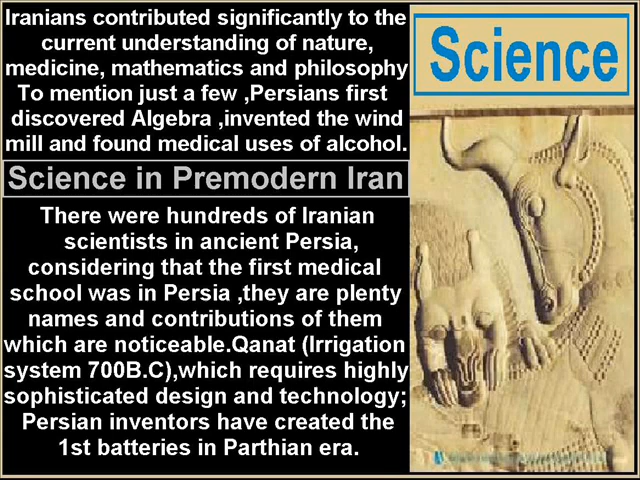 Iranians contributed significantly to the
current understanding of nature,
medicine, mathematics and philosophy
To mention just a few ,Persians first
discovered Algebra ,invented the wind
mill and found medical uses of alcohol.
Science in Premodern Iran
There were hundreds of Iranian
scientists in ancient Persia,
considering that the first medical
school was in Persia ,they are plenty
names and contributions of them
which are noticeable.Qanat (Irrigation
system 700B.C),which requires highly
sophisticated design and technology;
Persian inventors have created the
1st batteries in Parthian era.
Science